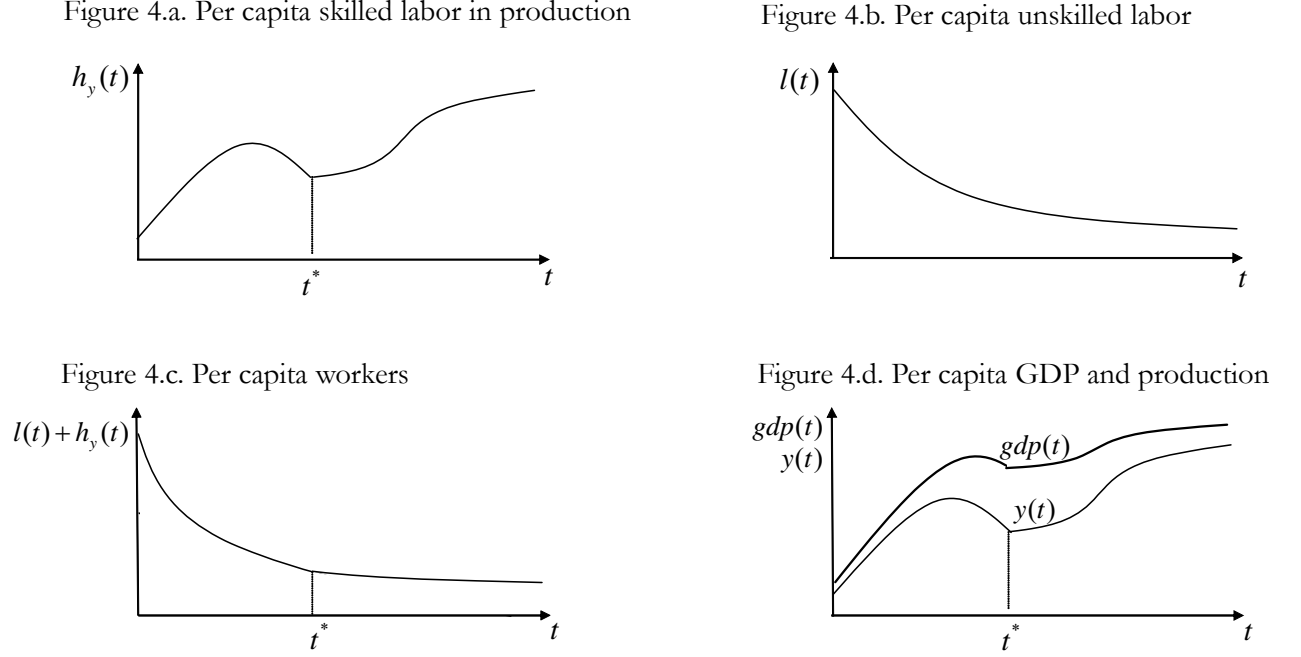 Figure 4.a. Per capita skilled labor in production
h_y(t)
t*
t
Figure 4.b. Per capita unskilled labor
l(t)
t
Figure 4.c. Per capita workers
l(t)+h_y(t)
t*
t
Figure 4.d. Per capita GDP and production
gdp(t)
y(t)
gdp(t)
y(t)
t*
t